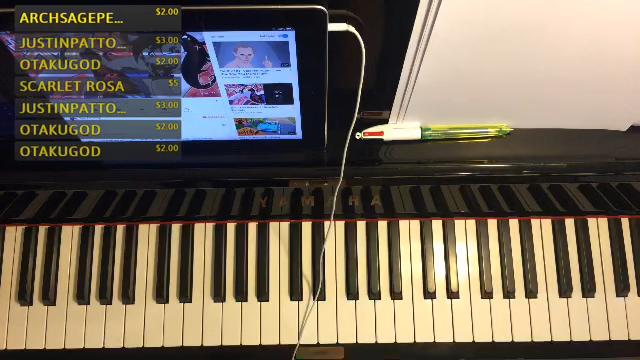 ARCHSAGEPE... $2.00
JUSTINPATTO... $3.00
OTAKUGOD $2.00
SCARLET ROSA $5
JUSTINPATTO... $3.00
OTAKUGOD $2.00
OTAKUGOD $2.00
YAMAHA